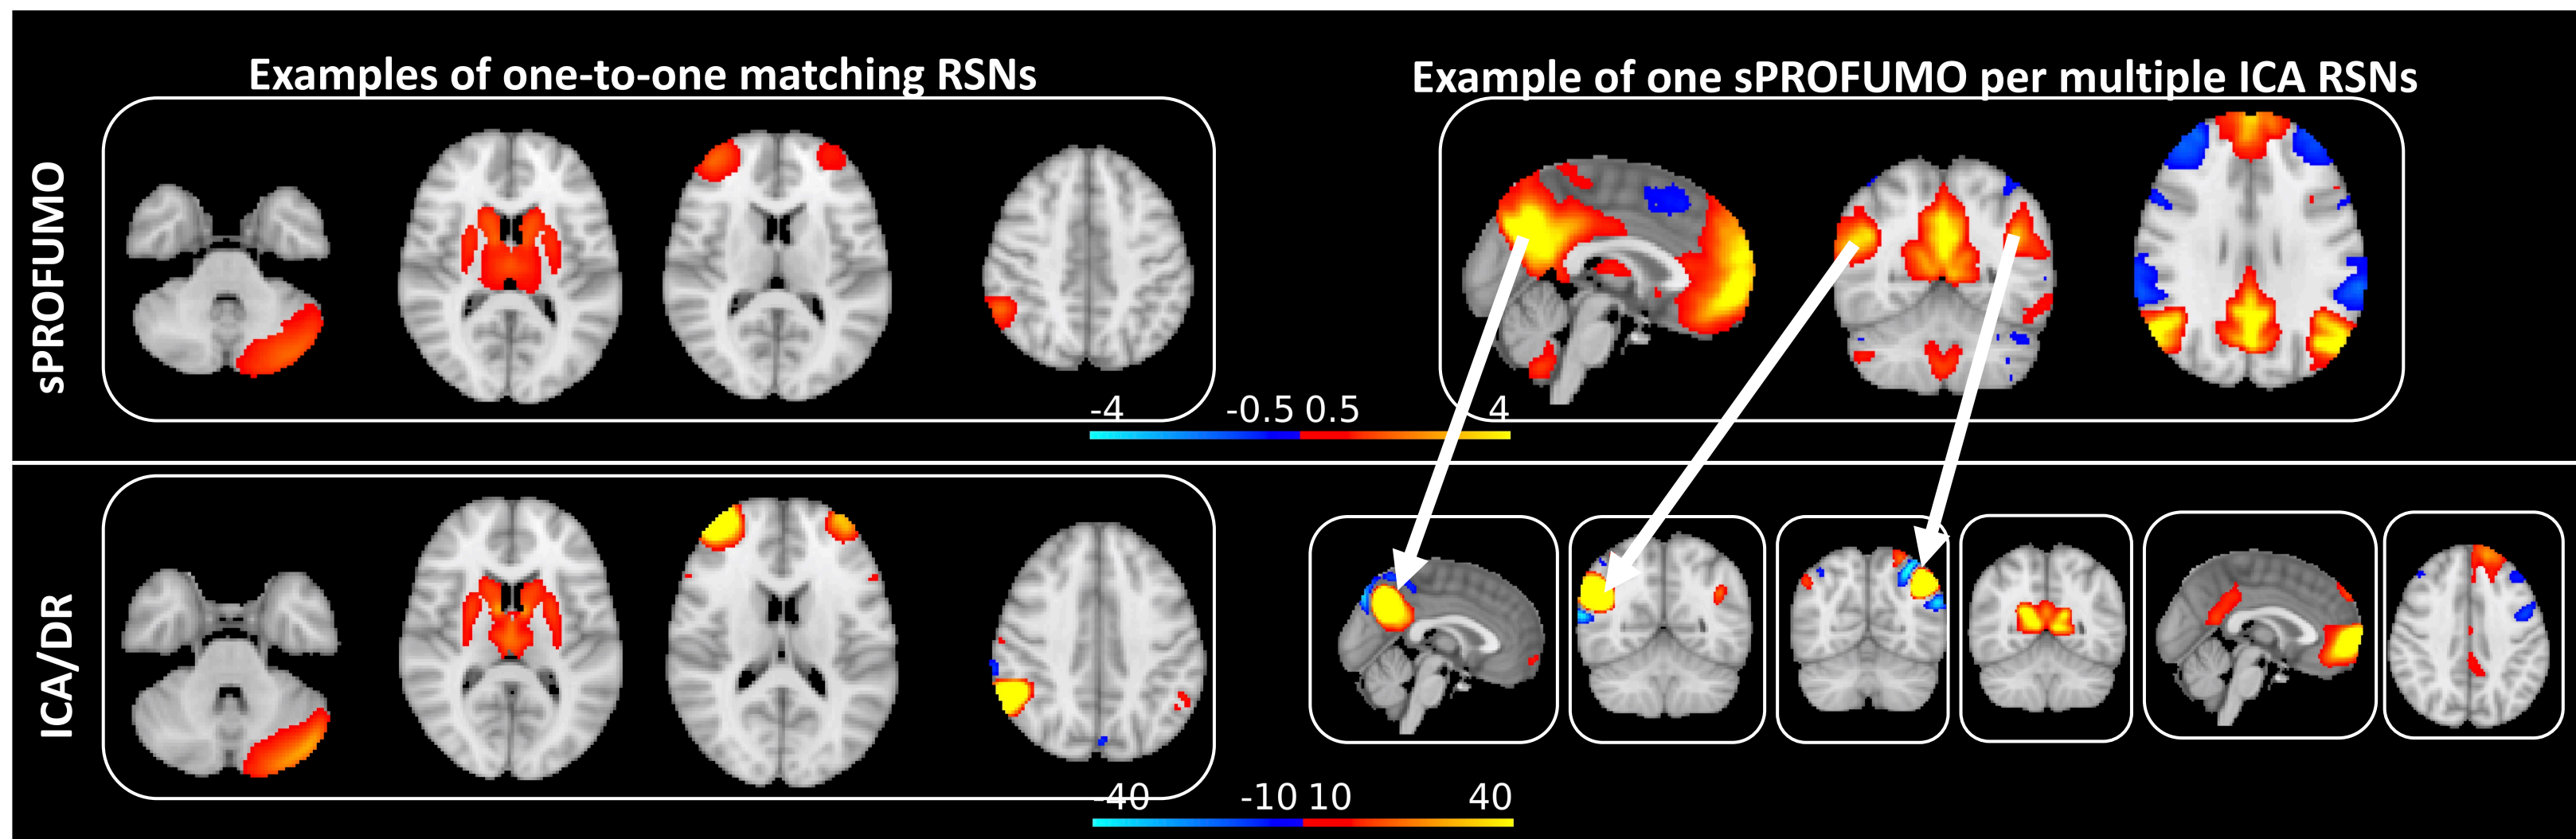 Examples of one-to-one matching RSNs
Example of one sPROFUMO per multiple ICA RSNs
sPROFUMO
-4 -0.5 0.5 4
ICA/DR
-40 -10 10 40